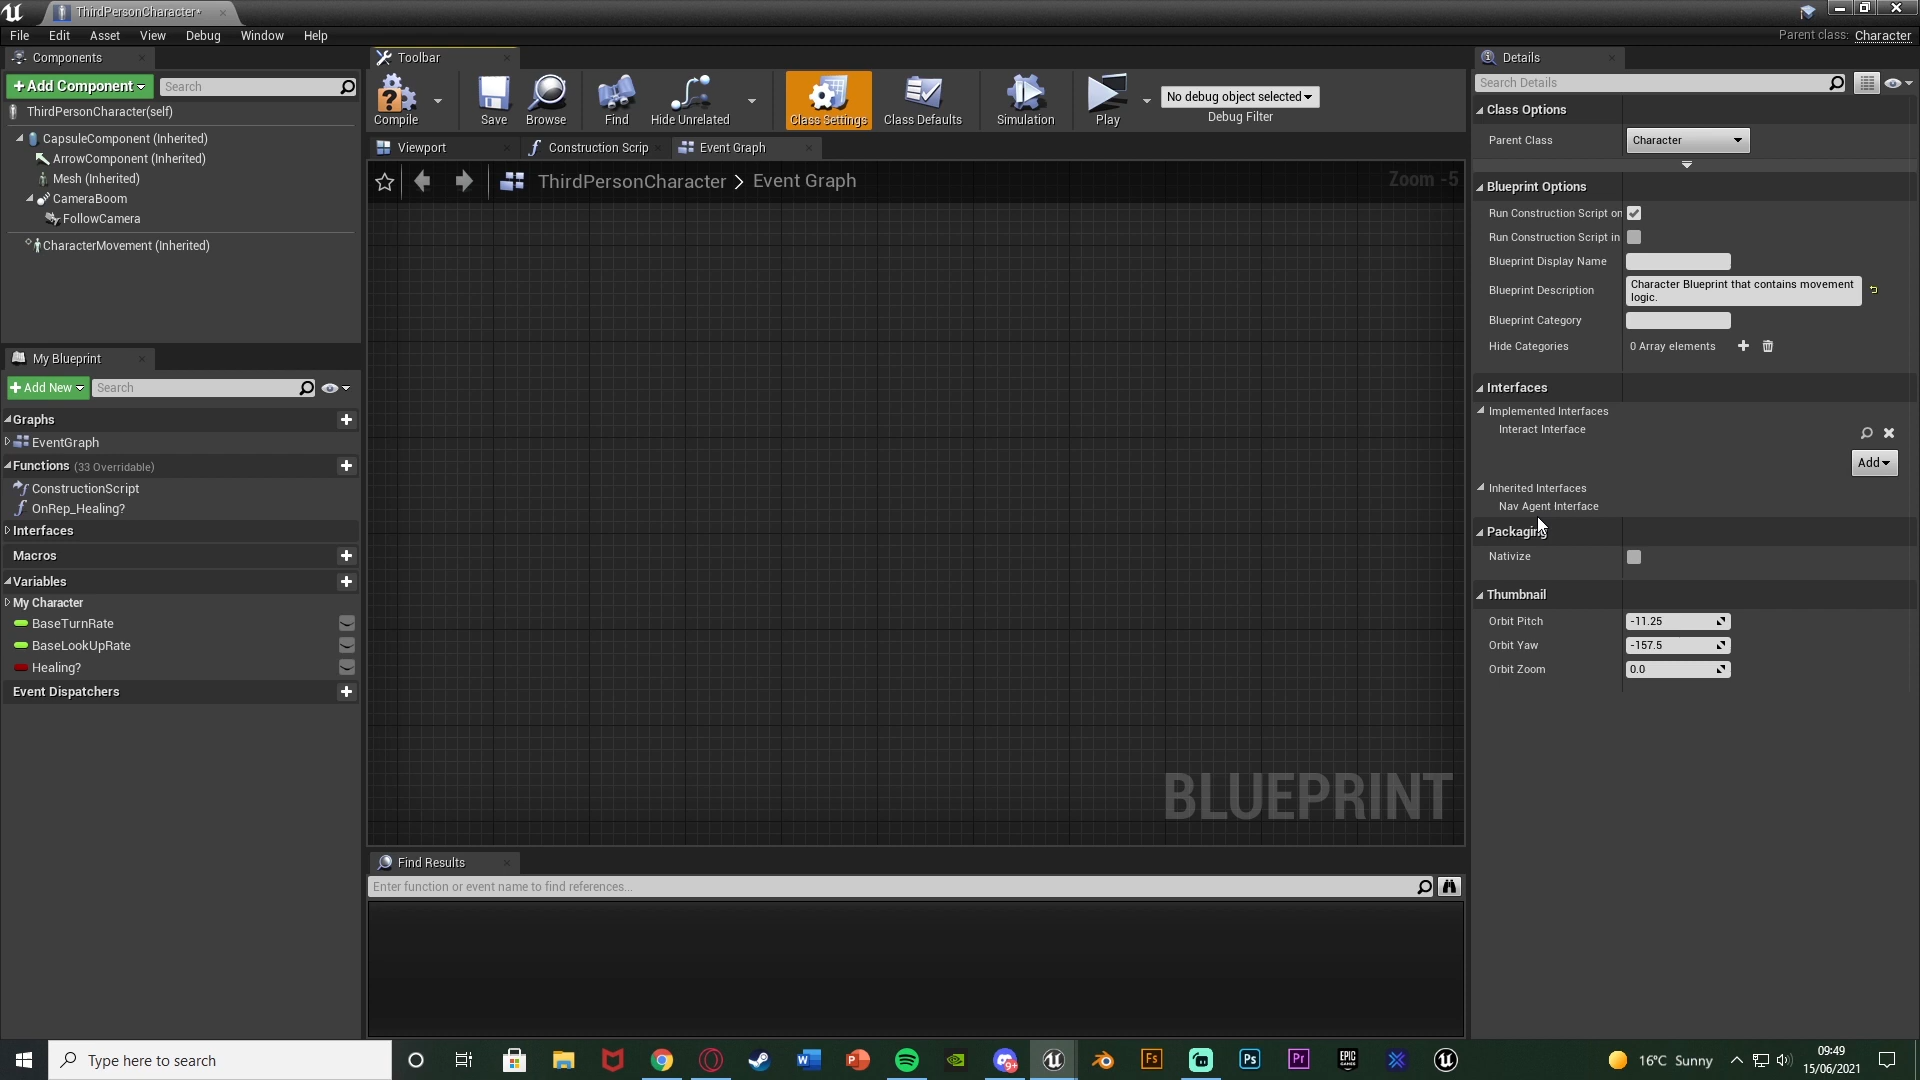 ThirdPersonCharacter*
File Edit Asset View Debug Window Help
Parent class: Character
Components
+Add Component
Search
ThirdPersonCharacter(self)
CapsuleComponent (Inherited)
ArrowComponent (Inherited)
Mesh (Inherited)
CameraBoom
FollowCamera
CharacterMovement (Inherited)
My Blueprint
+Add New
Search
Graphs
EventGraph
Functions (33 Overridable)
ConstructionScript
OnRep_Healing?
Interfaces
Macros
Variables
My Character
BaseTurnRate
BaseLookUpRate
Healing?
Event Dispatchers
Toolbar
Compile
Save
Browse
Find
Hide Unrelated
Class Settings
Class Defaults
Simulation
Play
No debug object selected
Debug Filter
Viewport
Construction Scrip
Event Graph
ThirdPersonCharacter > Event Graph
Zoom -5
BLUEPRINT
Find Results
Enter function or event name to find references...
Details
Search Details
Class Options
Parent Class Character
Blueprint Options
Run Construction Script on
Run Construction Script in
Blueprint Display Name
Blueprint Description Character Blueprint that contains movement
logic.
Blueprint Category
Hide Categories 0 Array elements
Interfaces
Implemented Interfaces
Interact Interface
Add
Inherited Interfaces
Nav Agent Interface
Packaging
Nativize
Thumbnail
Orbit Pitch -11.25
Orbit Yaw -157.5
Orbit Zoom 0.0
Type here to search
9+
Fs
Ps
Pr
EPIC
GAMES
16°C Sunny
09:49
15/06/2021